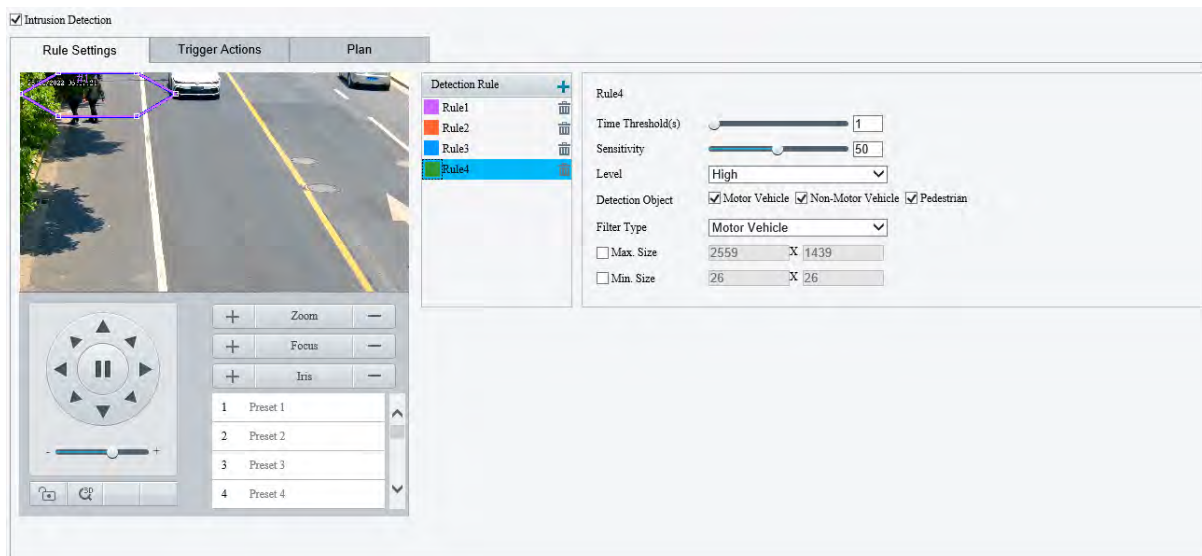 Intrusion Detection
Rule Settings Trigger Actions Plan
#1
Detection Rule
Rule1
Rule2
Rule3
Rule4
Rule4
Time Threshold(s) 1
Sensitivity 50
Level High
Detection Object Motor Vehicle Non-Motor Vehicle Pedestrian
Filter Type Motor Vehicle
Max. Size 2559 X 1439
Min. Size 26 X 26
+ Zoom −
+ Focus −
+ Iris −
1 Preset 1
2 Preset 2
3 Preset 3
4 Preset 4
- +
3D